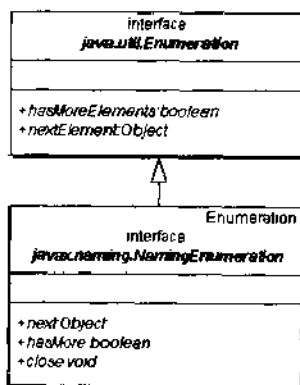 interface
java.util.Enumeration
+hasMoreElements:boolean
+nextElement:Object
Enumeration
interface
javax.naming.NamingEnumeration
+next:Object
+hasMore:boolean
+close:void